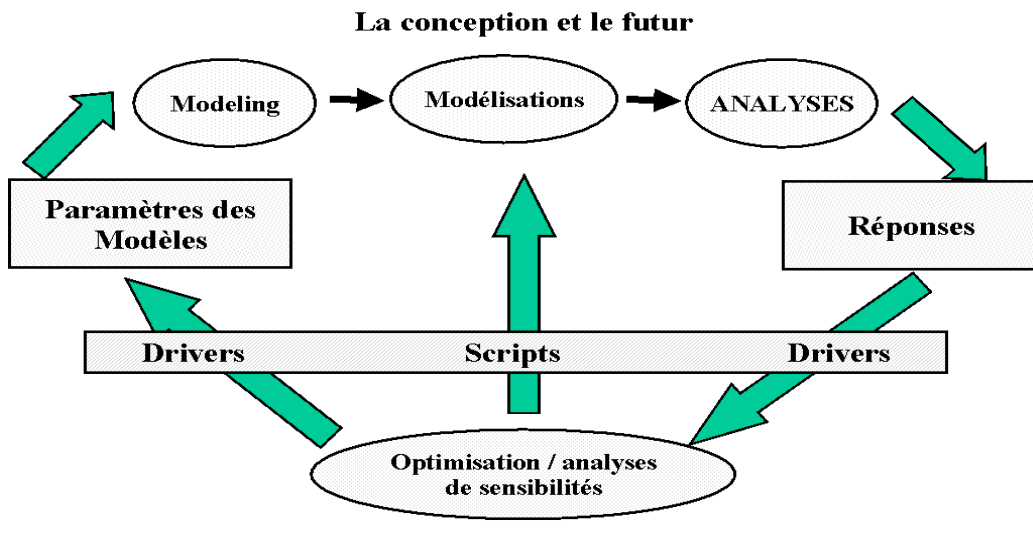 La conception et le futur
Modeling
Modélisations
ANALYSES
Paramètres des
Modèles
Réponses
Drivers
Scripts
Drivers
Optimisation / analyses
de sensibilités